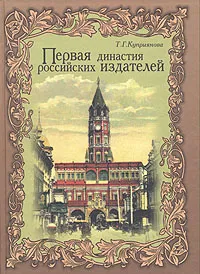 Т.Г.Куприянова
Первая династия
российских издателей